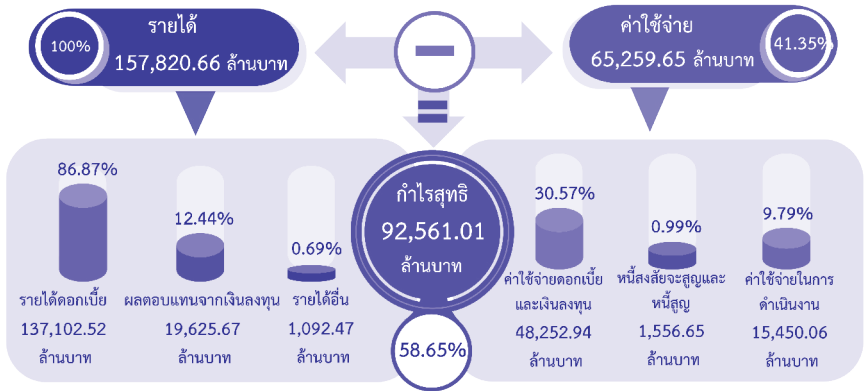 รายได้
100%
157,820.66 ล้านบาท
ค่าใช้จ่าย
65,259.65 ล้านบาท
41.35%
86.87%
รายได้ดอกเบี้ย
137,102.52
ล้านบาท
12.44%
ผลตอบแทนจากเงินลงทุน
19,625.67
ล้านบาท
0.69%
รายได้อื่น
1,092.47
ล้านบาท
กำไรสุทธิ
92,561.01
ล้านบาท
58.65%
30.57%
ค่าใช้จ่ายดอกเบี้ย
และเงินลงทุน
48,252.94
ล้านบาท
0.99%
หนี้สงสัยจะสูญและ
หนี้สูญ
1,556.65
ล้านบาท
9.79%
ค่าใช้จ่ายในการ
ดำเนินงาน
15,450.06
ล้านบาท